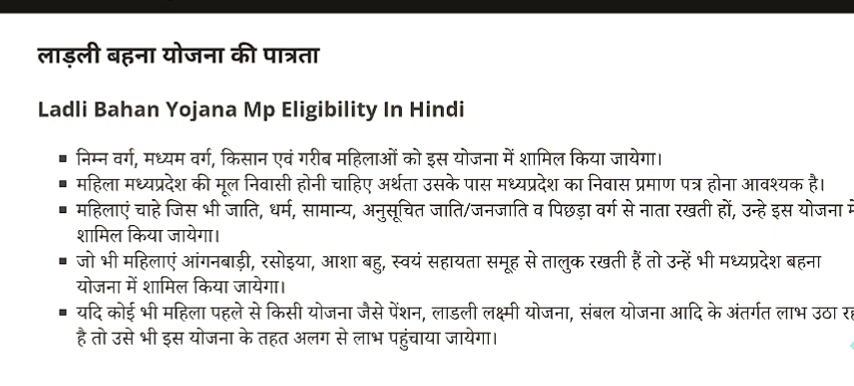 लाड़ली बहना योजना की पात्रता
Ladli Bahan Yojana Mp Eligibility In Hindi
▪ निम्न वर्ग, मध्यम वर्ग, किसान एवं गरीब महिलाओं को इस योजना में शामिल किया जायेगा।
▪ महिला मध्यप्रदेश की मूल निवासी होनी चाहिए अर्थता उसके पास मध्यप्रदेश का निवास प्रमाण पत्र होना आवश्यक है।
▪ महिलाएं चाहे जिस भी जाति, धर्म, सामान्य, अनुसूचित जाति/जनजाति व पिछड़ा वर्ग से नाता रखती हों, उन्हे इस योजना
शामिल किया जायेगा।
▪ जो भी महिलाएं आंगनबाड़ी, रसोइया, आशा बहु, स्वयं सहायता समूह से तालुक रखती हैं तो उन्हें भी मध्यप्रदेश बहना
योजना में शामिल किया जायेगा।
▪ यदि कोई भी महिला पहले से किसी योजना जैसे पेंशन, लाडली लक्ष्मी योजना, संबल योजना आदि के अंतर्गत लाभ उठा
है तो उसे भी इस योजना के तहत अलग से लाभ पहुंचाया जायेगा।